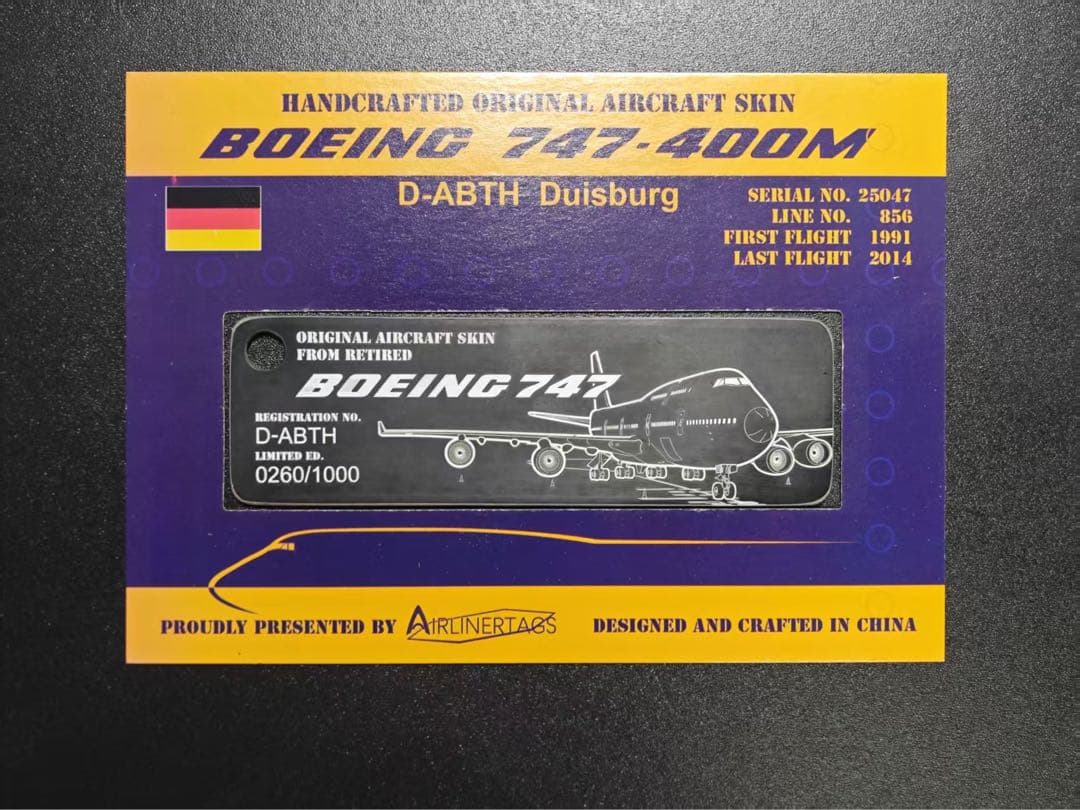 HANDCRAFTED ORIGINAL AIRCRAFT SKIN
BOEING 747-400M
D-ABTH Duisburg
SERIAL NO. 25047
LINE NO. 856
FIRST FLIGHT 1991
LAST FLIGHT 2014
ORIGINAL AIRCRAFT SKIN
FROM RETIRED
BOEING 747
REGISTRATION NO.
D-ABTH
LIMITED ED.
0260/1000
PROUDLY PRESENTED BY AIRLINERTAGS DESIGNED AND CRAFTED IN CHINA